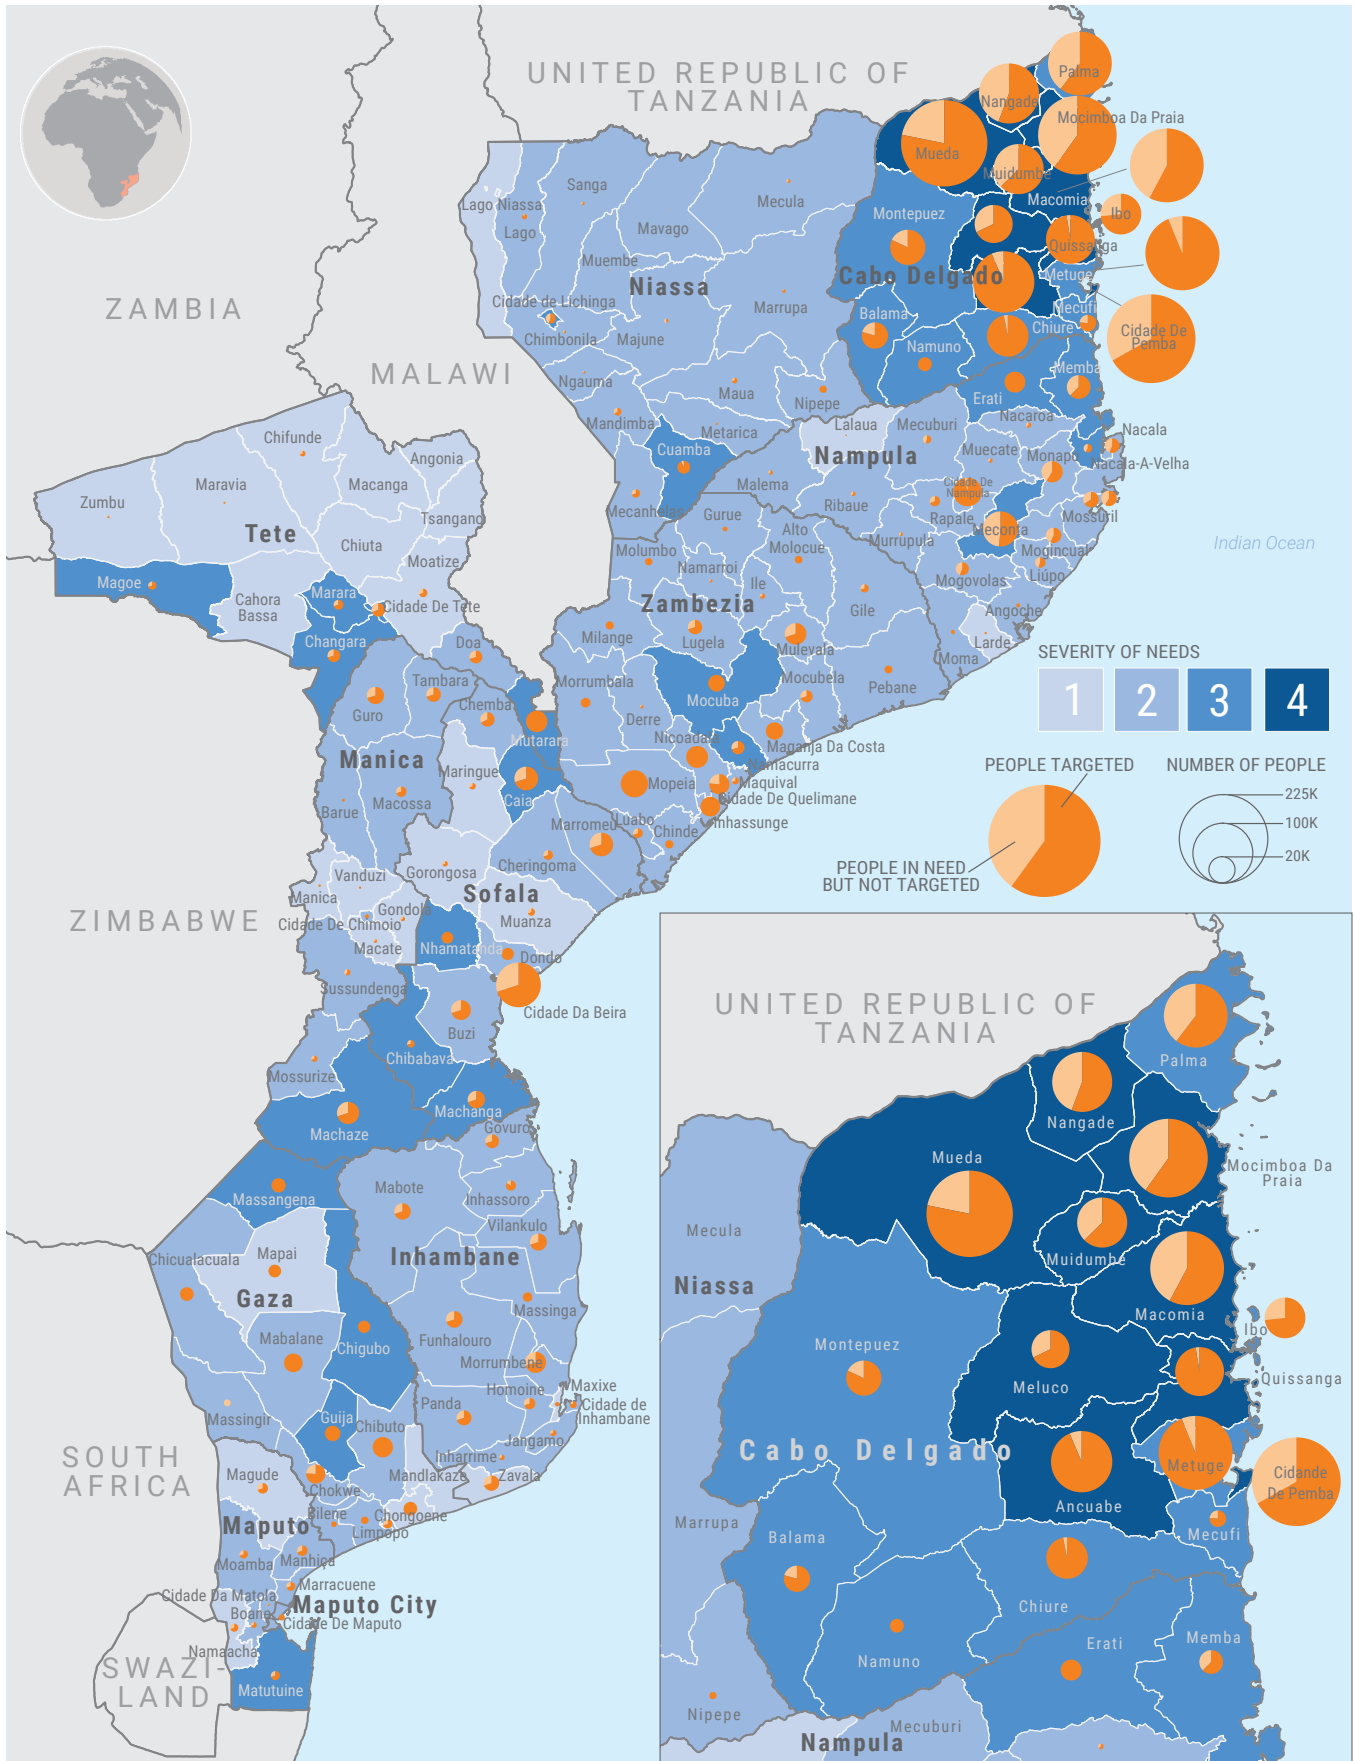 UNITED REPUBLIC OF
TANZANIA
ZAMBIA
MALAWI
ZIMBABWE
SOUTH
AFRICA
SWAZI-
LAND
Indian Ocean
Palma
Nangade
Mocimboa Da Praia
Mueda
Muidumbe
Macomia
Ibo
Montepuez
Quissanga
Cabo Delgado
Metuge
Mecufi
Cidade De
Pemba
Balama
Chiure
Namuno
Memba
Erati
Lago Niassa
Lago
Sanga
Mecula
Mavago
Muembe
Niassa
Cidade de Lichinga
Marrupa
Chimbonila
Majune
Ngauma
Maua
Nipepe
Mandimba
Metarica
Cuamba
Mecanhelas
Lalaua
Mecuburi
Nacaroa
Nacala
Nampula
Muecate
Monapo
Nacala-A-Velha
Malema
Cidade De
Nampula
Ribaue
Rapale
Meconta
Mossuril
Murrupula
Mogincual
Mogovolas
Liúpo
Angoche
Larde
Moma
Chifunde
Angonia
Zumbu
Maravia
Macanga
Tsangano
Tete
Chiuta
Moatize
Magoe
Marara
Cahora
Bassa
Cidade De Tete
Changara
Doa
Mutarara
Gurue
Alto
Molocue
Molumbo
Namarroi
Ile
Zambezia
Gile
Milange
Lugela
Mulevala
Mocubela
Pebane
Morrumbala
Mocuba
Derre
Nicoadala
Maganja Da Costa
Namacurra
Mopeia
Maquival
Cidade De Quelimane
Inhassunge
Luabo
Chinde
Guro
Tambara
Manica
Macossa
Barue
Vanduzi
Manica
Gondola
Cidade De Chimoio
Macate
Sussundenga
Mossurize
Machaze
Chemba
Maringue
Caia
Marromeu
Cheringoma
Gorongosa
Sofala
Muanza
Nhamatanda
Dondo
Cidade Da Beira
Buzi
Chibabava
Machanga
Govuro
Mabote
Inhassoro
Vilankulo
Inhambane
Massinga
Funhalouro
Morrumbene
Homoine
Maxixe
Cidade de
Inhambane
Panda
Jangamo
Inharrime
Zavala
Massangena
Chicualacuala
Mapai
Gaza
Mabalane
Chigubo
Massingir
Guija
Chibuto
Mandlakaze
Chokwe
Bilene
Chongoene
Limpopo
Magude
Maputo
Moamba
Manhiça
Marracuene
Cidade Da Matola
Maputo City
Boane
Cidade De Maputo
Namaacha
Matutuine
SEVERITY OF NEEDS
1 2 3 4
PEOPLE TARGETED
PEOPLE IN NEED
BUT NOT TARGETED
NUMBER OF PEOPLE
225K
100K
20K
UNITED REPUBLIC OF
TANZANIA
Palma
Nangade
Mueda
Mocimboa Da
Praia
Mecula
Muidumbe
Niassa
Macomia
Ibo
Montepuez
Meluco
Quissanga
Cabo Delgado
Metuge
Cidande
De Pemba
Ancuabe
Marrupa
Balama
Mecufi
Chiure
Erati
Memba
Namuno
Nipepe
Mecuburi
Nampula